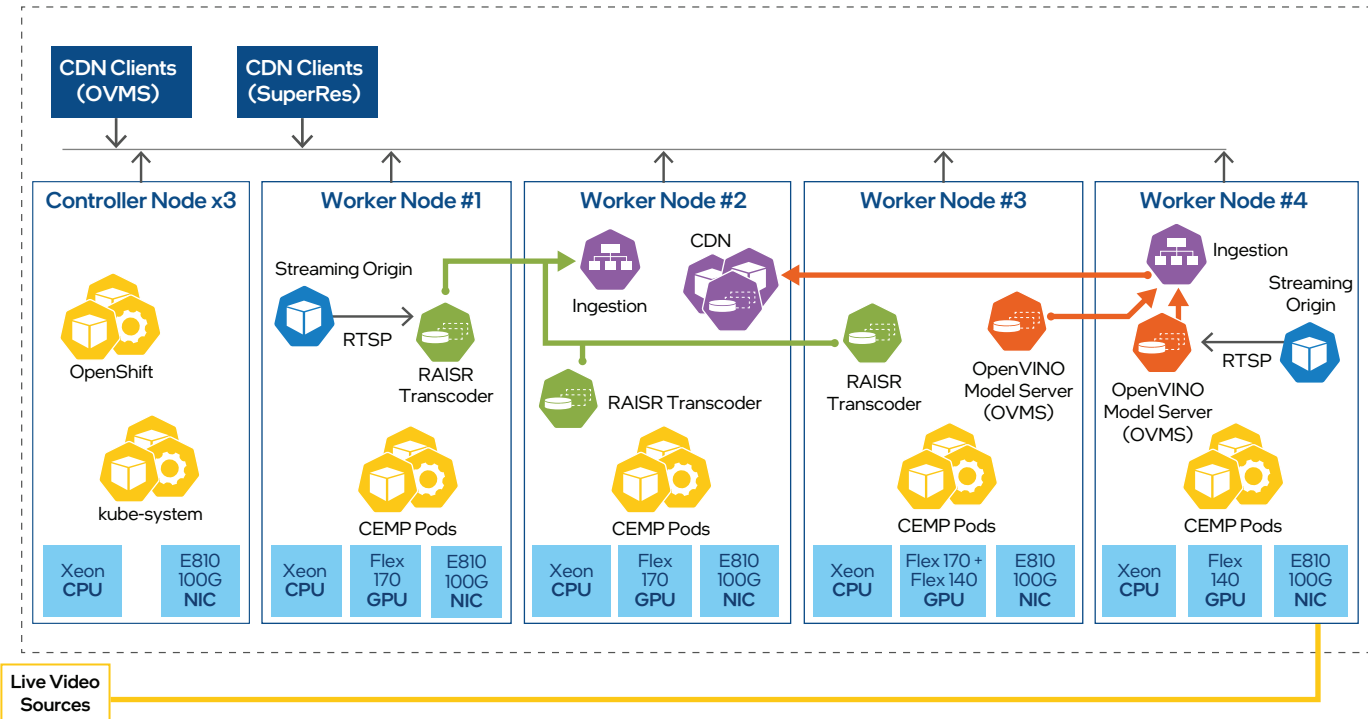 CDN Clients
(OVMS)
CDN Clients
(SuperRes)
Controller Node x3
OpenShift
kube-system
Xeon
CPU
E810
100G
NIC
Worker Node #1
Streaming Origin
RTSP
RAISR
Transcoder
CEMP Pods
Xeon
CPU
Flex
170
GPU
E810
100G
NIC
Worker Node #2
CDN
Ingestion
RAISR Transcoder
CEMP Pods
Xeon
CPU
Flex
170
GPU
E810
100G
NIC
Worker Node #3
RAISR
Transcoder
OpenVINO
Model Server
(OVMS)
CEMP Pods
Xeon
CPU
Flex 170 +
Flex 140
GPU
E810
100G
NIC
Worker Node #4
Ingestion
Streaming
Origin
RTSP
OpenVINO
Model Server
(OVMS)
CEMP Pods
Xeon
CPU
Flex
140
GPU
E810
100G
NIC
Live Video
Sources